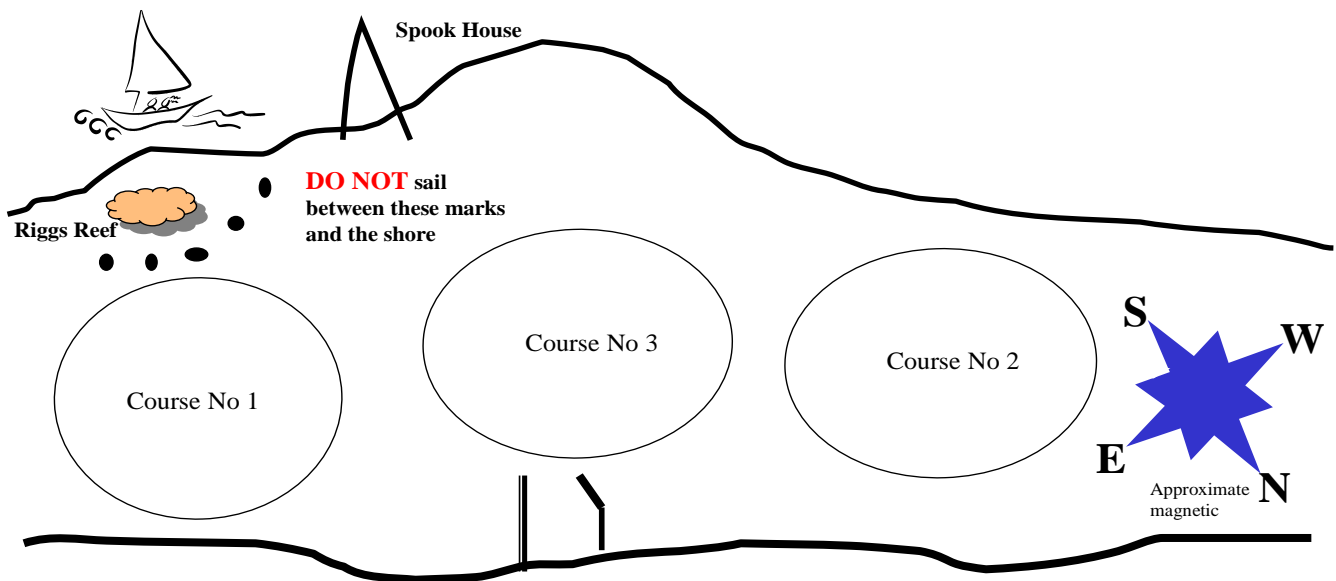 Spook House
DO NOT sail
between these marks
and the shore
Riggs Reef
Course No 3
Course No 2
Course No 1
S
W
E
N
Approximate
magnetic